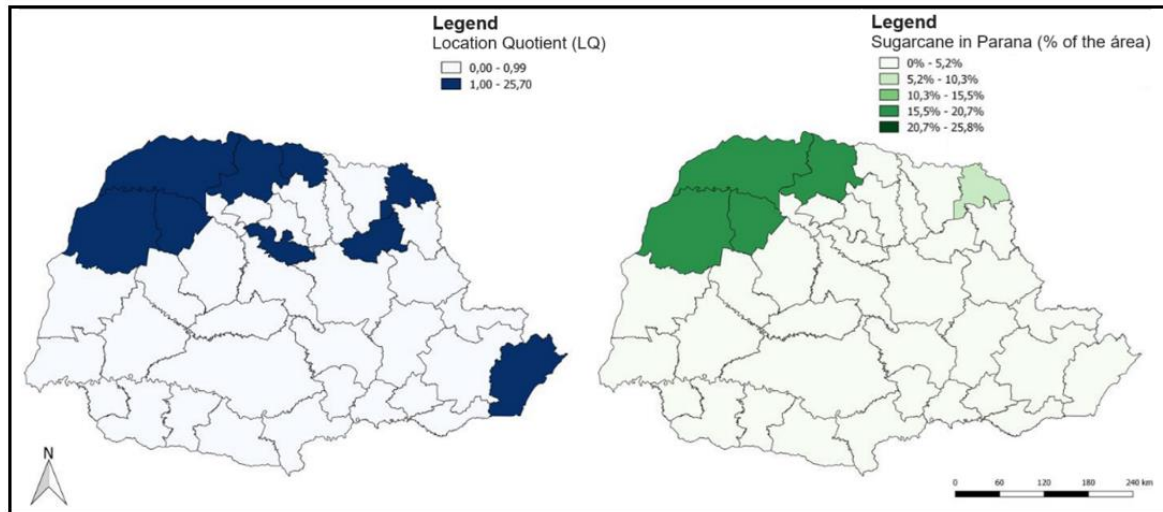 Legend
Location Quotient (LQ)
0,00 - 0,99
1,00 - 25,70
Legend
Sugarcane in Parana (% of the área)
0% - 5,2%
5,2% - 10,3%
10,3% - 15,5%
15,5% - 20,7%
20,7% - 25,8%
N
0 60 120 180 240 km